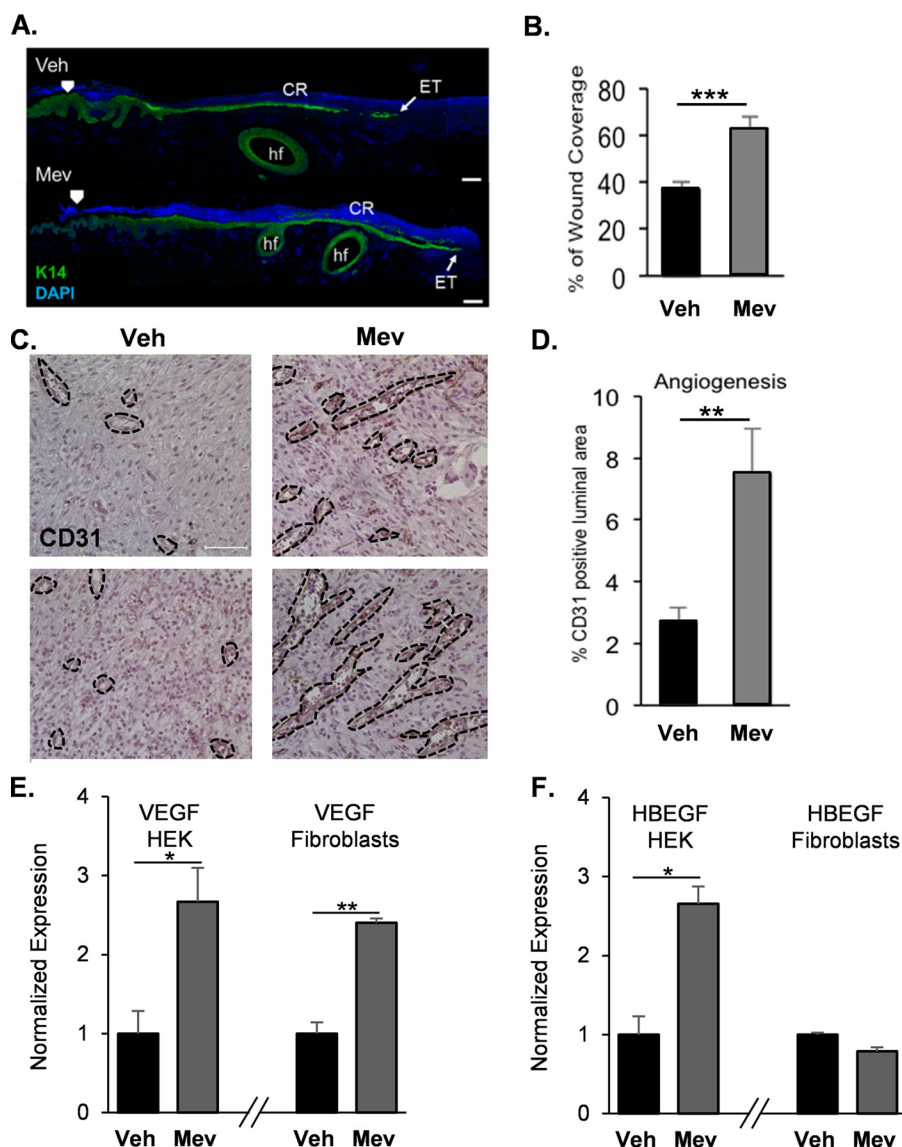 A.
Veh
CR
ET
hf
Mev
CR
hf
hf
ET
K14
DAPI
B.
% of Wound Coverage
80
60
40
20
0
***
Veh Mev
C.
Veh Mev
CD31
D.
Angiogenesis
% CD31 positive luminal area
10
8
6
4
2
0
**
Veh Mev
E.
Normalized Expression
4
3
2
1
0
VEGF
HEK
*
VEGF
Fibroblasts
**
Veh Mev // Veh Mev
F.
Normalized Expression
4
3
2
1
0
HBEGF
HEK
*
HBEGF
Fibroblasts
Veh Mev // Veh Mev